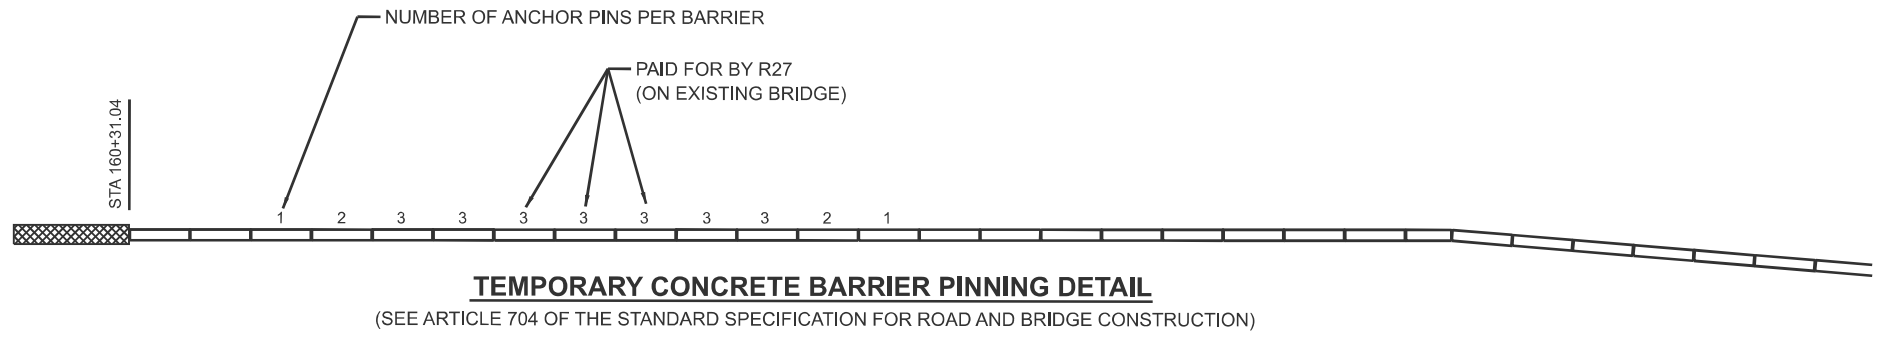 NUMBER OF ANCHOR PINS PER BARRIER
PAID FOR BY R27
(ON EXISTING BRIDGE)
STA 160+31.04
1 2 3 3 3 3 3 3 3 2 1
TEMPORARY CONCRETE BARRIER PINNING DETAIL
(SEE ARTICLE 704 OF THE STANDARD SPECIFICATION FOR ROAD AND BRIDGE CONSTRUCTION)